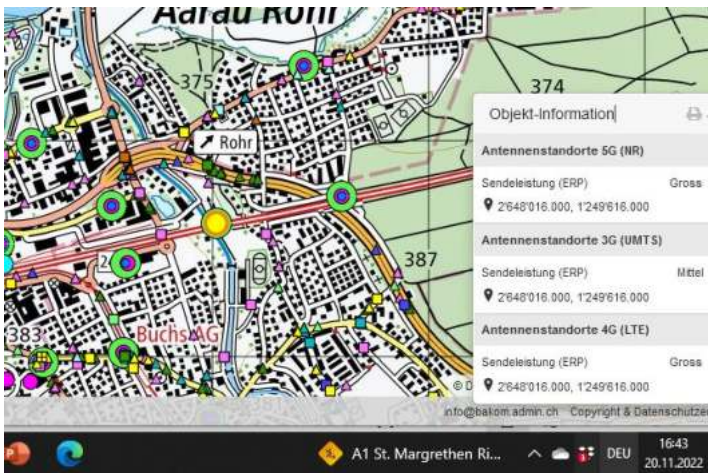 Aarau Rohr
375
374
Rohr
387
383
Buchs AG
Objekt-Information
Antennenstandorte 5G (NR)
Sendeleistung (ERP) Gross
2'648'016.000, 1'249'616.000
Antennenstandorte 3G (UMTS)
Sendeleistung (ERP) Mittel
2'648'016.000, 1'249'616.000
Antennenstandorte 4G (LTE)
Sendeleistung (ERP) Gross
2'648'016.000, 1'249'616.000
© D
info@bakom.admin.ch Copyright & Datenschutze
A1 St. Margrethen Ri... DEU 16:43
20.11.2022